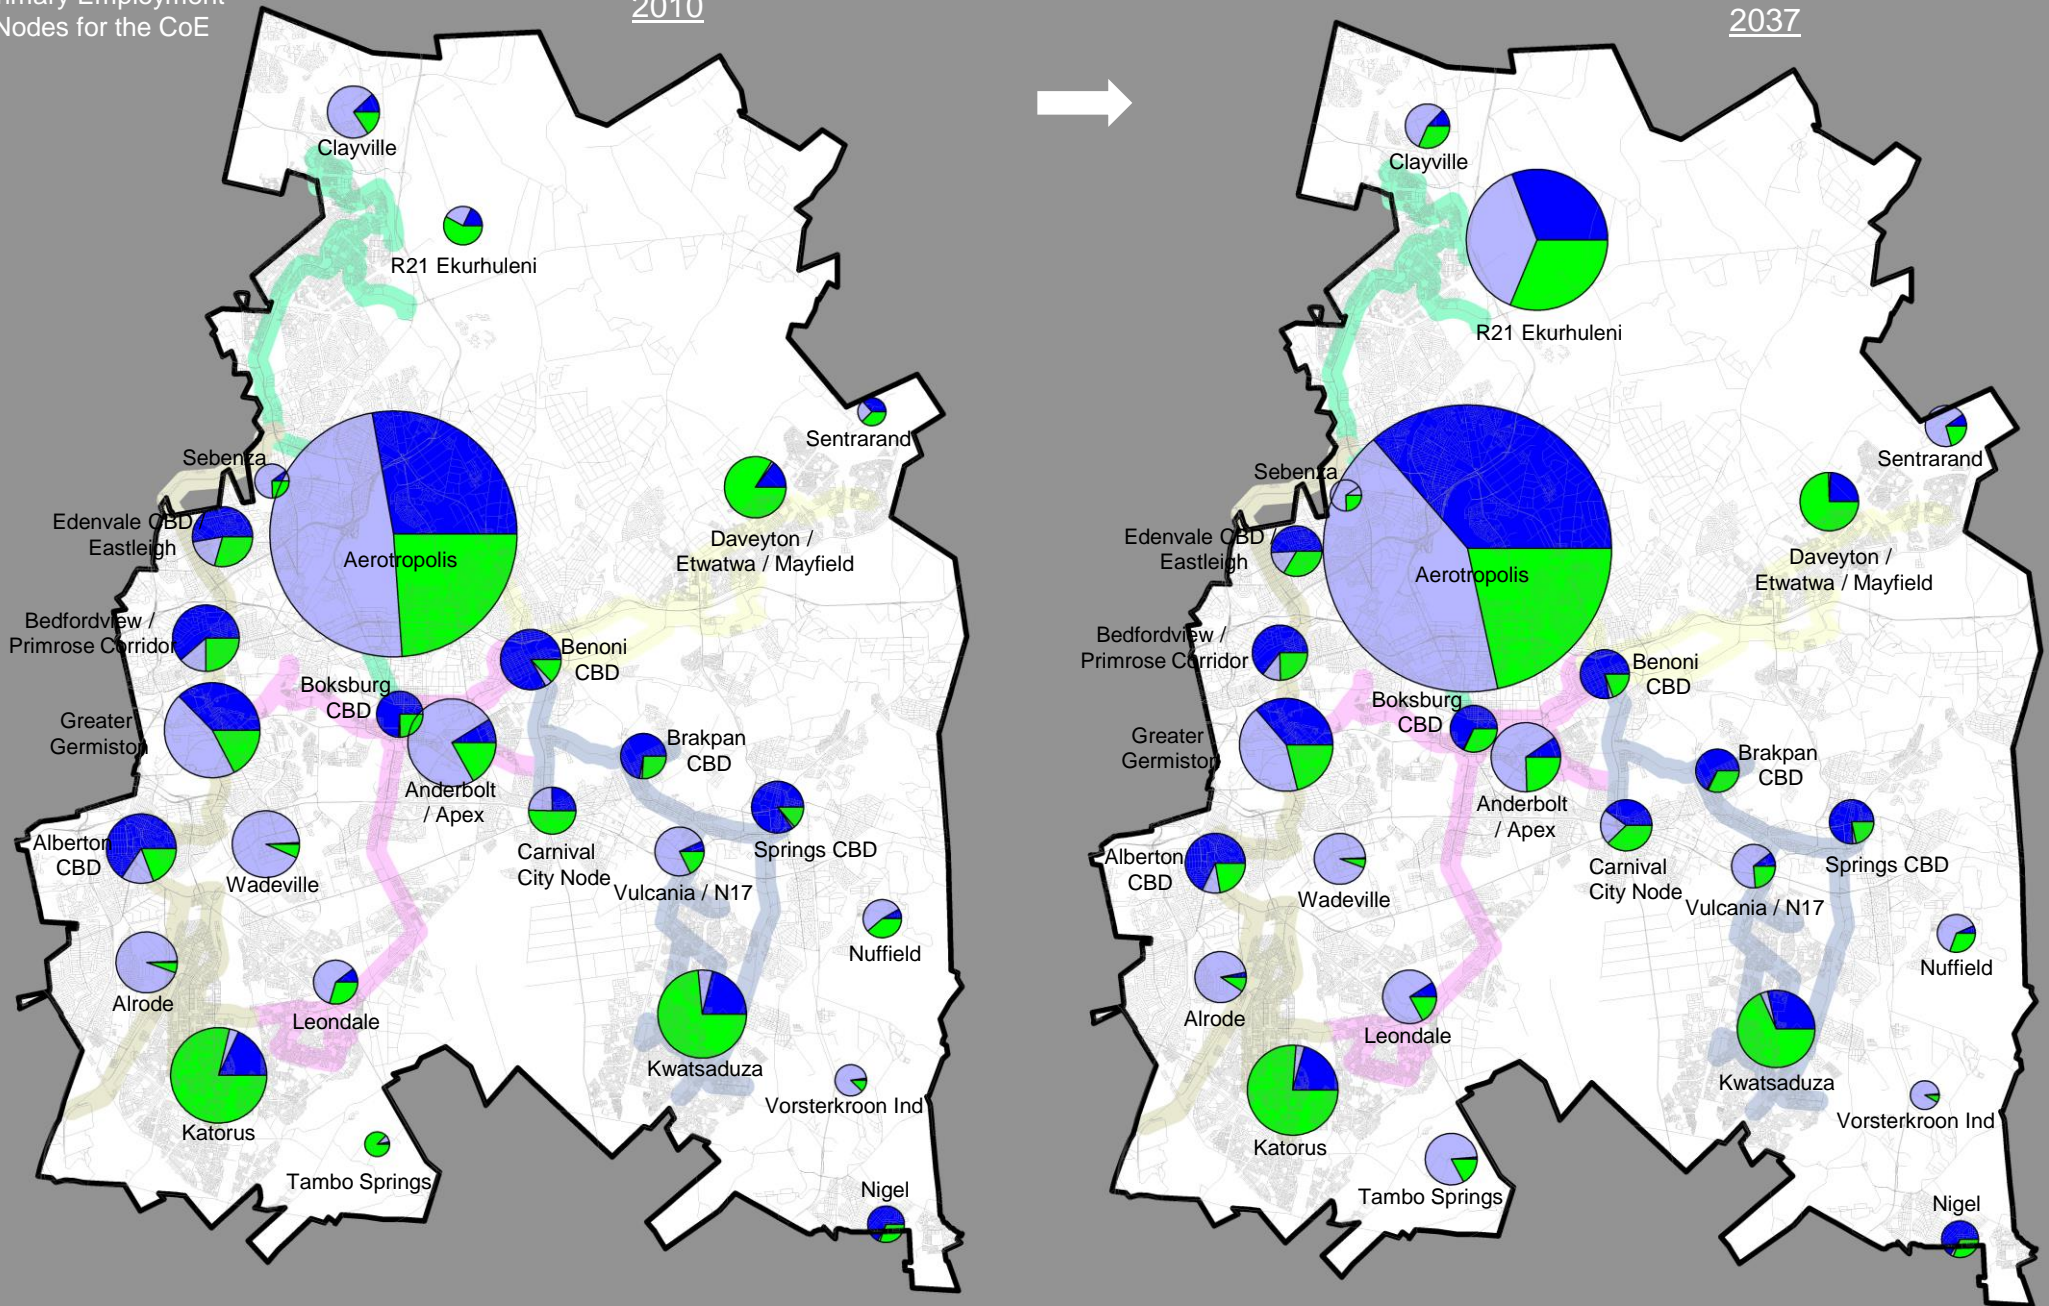 Employment
Nodes for the CoE
2010
2037
Clayville
R21 Ekurhuleni
Sentrarand
Sebenza
Edenvale CBD /
Eastleigh
Daveyton /
Etwatwa / Mayfield
Aerotropolis
Bedfordview /
Primrose Corridor
Benoni
CBD
Boksburg
CBD
Greater
Germiston
Brakpan
CBD
Anderbolt
/ Apex
Alberton
CBD
Wadeville
Carnival
City Node
Springs CBD
Vulcania / N17
Nuffield
Alrode
Leondale
Kwatsaduza
Vorsterkroon Ind
Katorus
Tambo Springs
Nigel
Clayville
R21 Ekurhuleni
Sentrarand
Sebenza
Edenvale CBD /
Eastleigh
Daveyton /
Etwatwa / Mayfield
Aerotropolis
Bedfordview /
Primrose Corridor
Benoni
CBD
Boksburg
CBD
Greater
Germiston
Brakpan
CBD
Anderbolt
/ Apex
Alberton
CBD
Wadeville
Carnival
City Node
Springs CBD
Vulcania / N17
Nuffield
Alrode
Leondale
Kwatsaduza
Vorsterkroon Ind
Katorus
Tambo Springs
Nigel